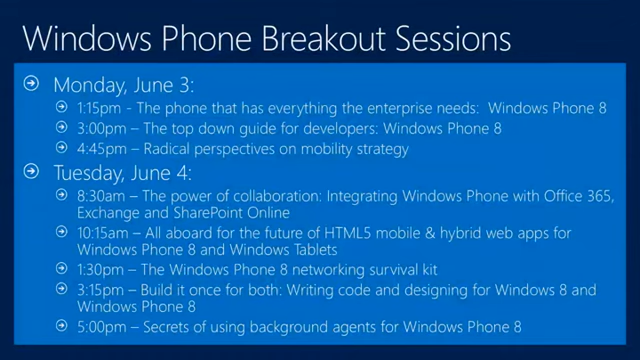 Windows Phone Breakout Sessions
Monday, June 3:
1:15pm - The phone that has everything the enterprise needs: Windows Phone 8
3:00pm – The top down guide for developers: Windows Phone 8
4:45pm – Radical perspectives on mobility strategy
Tuesday, June 4:
8:30am – The power of collaboration: Integrating Windows Phone with Office 365,
Exchange and SharePoint Online
10:15am – All aboard for the future of HTML5 mobile & hybrid web apps for
Windows Phone 8 and Windows Tablets
1:30pm – The Windows Phone 8 networking survival kit
3:15pm – Build it once for both: Writing code and designing for Windows 8 and
Windows Phone 8
5:00pm – Secrets of using background agents for Windows Phone 8